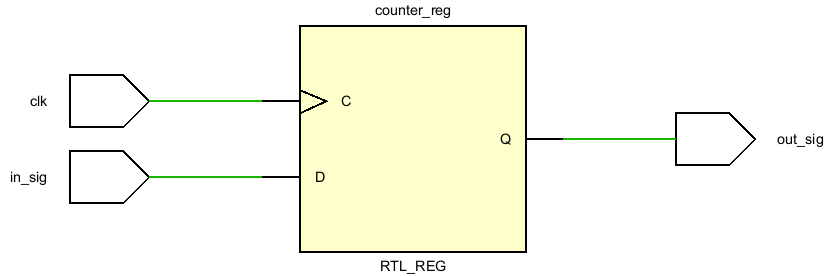 counter_reg
clk
C
Q
out_sig
in_sig
D
RTL_REG